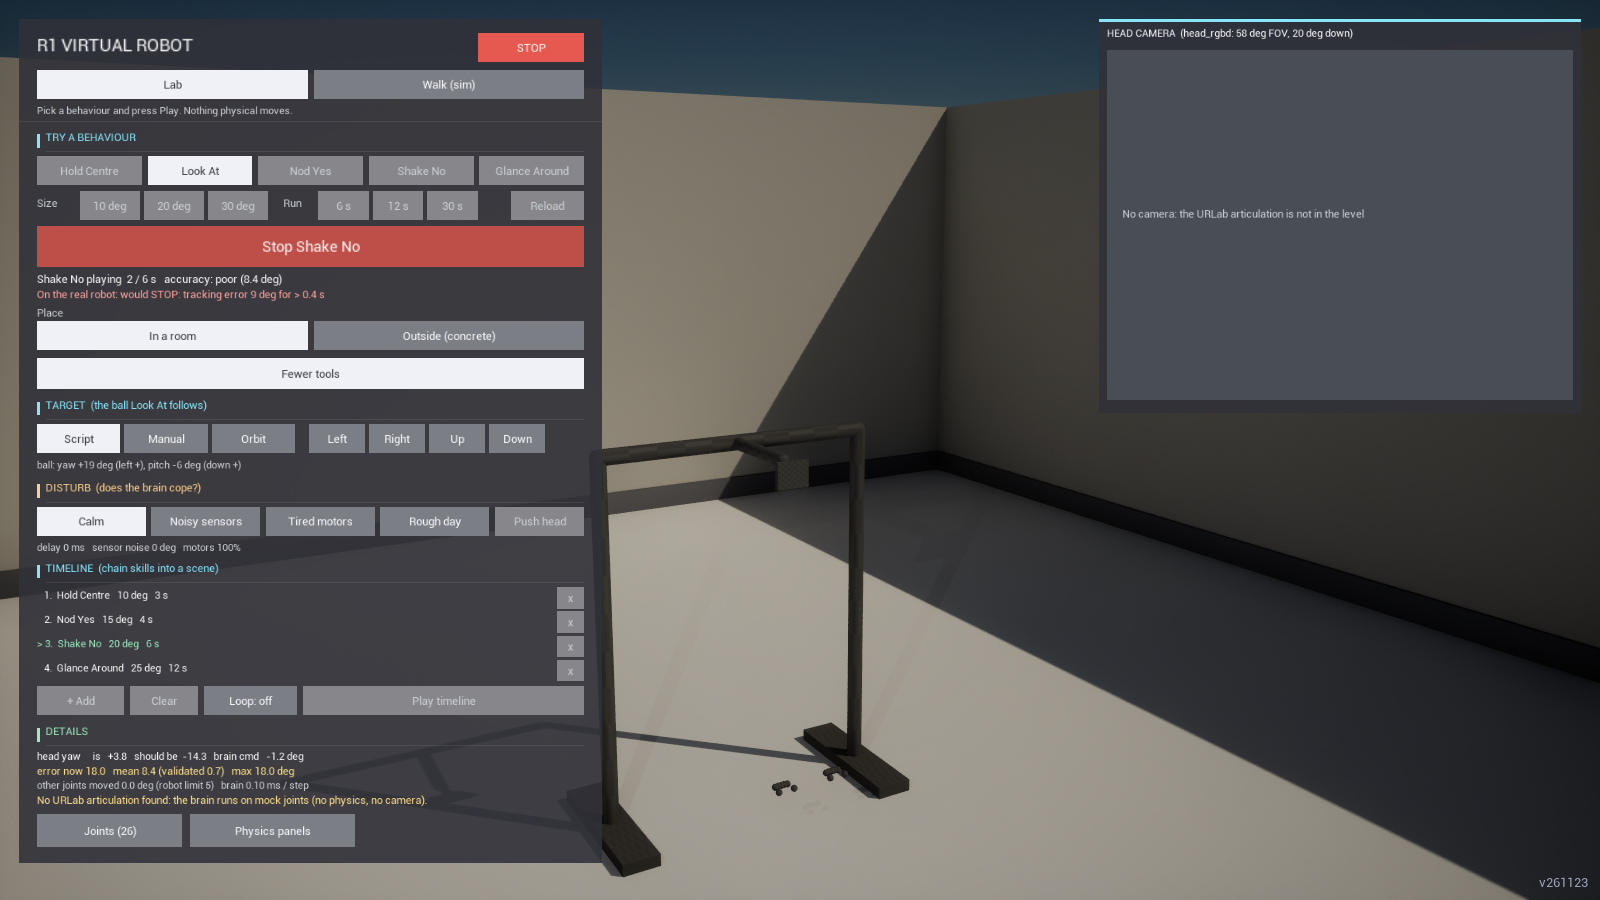 R1 VIRTUAL ROBOT
STOP
Lab
Walk (sim)
Pick a behaviour and press Play. Nothing physical moves.
TRY A BEHAVIOUR
Hold Centre
Look At
Nod Yes
Shake No
Glance Around
Size
10 deg
20 deg
30 deg
Run
6 s
12 s
30 s
Reload
Stop Shake No
Shake No playing 2 / 6 s accuracy: poor (8.4 deg)
On the real robot: would STOP: tracking error 9 deg for > 0.4 s
Place
In a room
Outside (concrete)
Fewer tools
TARGET (the ball Look At follows)
Script
Manual
Orbit
Left
Right
Up
Down
ball: yaw +19 deg (left +), pitch -6 deg (down +)
DISTURB (does the brain cope?)
Calm
Noisy sensors
Tired motors
Rough day
Push head
delay 0 ms sensor noise 0 deg motors 100%
TIMELINE (chain skills into a scene)
1. Hold Centre 10 deg 3 s
x
2. Nod Yes 15 deg 4 s
x
> 3. Shake No 20 deg 6 s
x
4. Glance Around 25 deg 12 s
x
+ Add
Clear
Loop: off
Play timeline
DETAILS
head yaw is +3.8 should be -14.3 brain cmd -1.2 deg
error now 18.0 mean 8.4 (validated 0.7) max 18.0 deg
other joints moved 0.0 deg (robot limit 5) brain 0.10 ms / step
No URLab articulation found: the brain runs on mock joints (no physics, no camera).
Joints (26)
Physics panels
HEAD CAMERA (head_rgbd: 58 deg FOV, 20 deg down)
No camera: the URLab articulation is not in the level
v261123